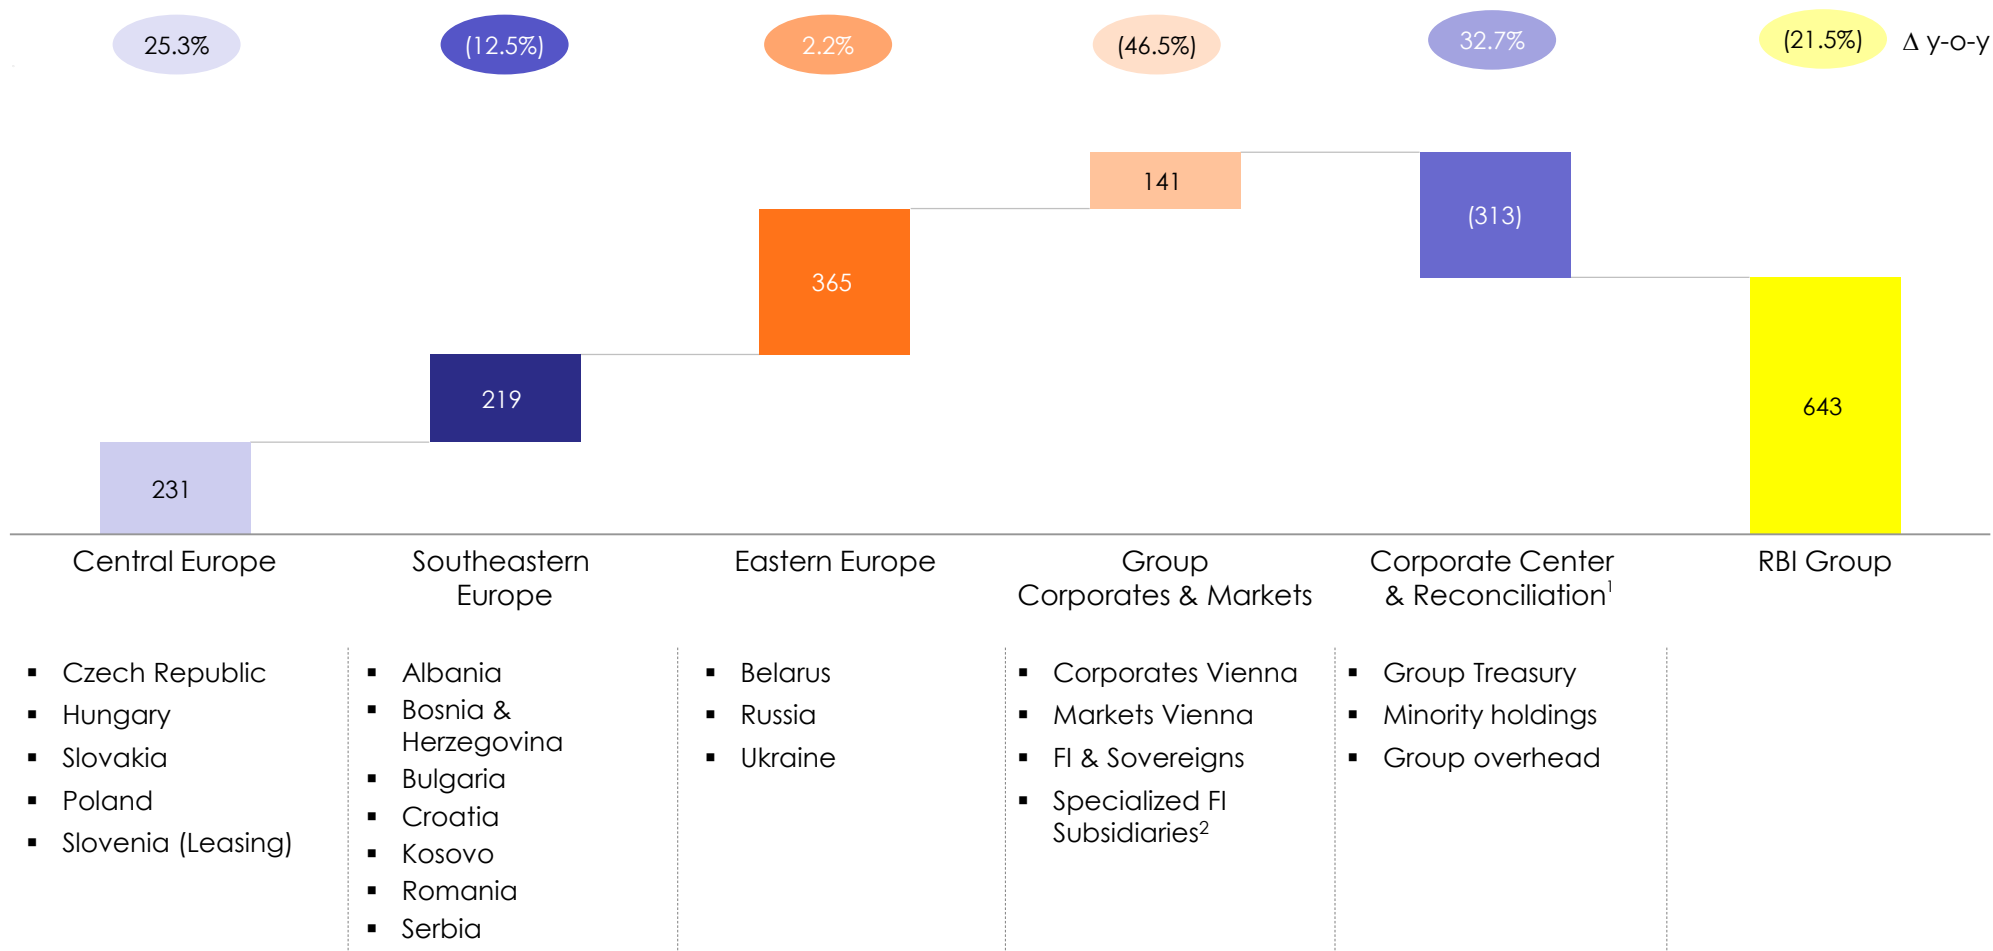 25.3%
(12.5%)
2.2%
(46.5%)
32.7%
(21.5%)
Δ y-o-y
231
219
365
141
(313)
643
Central Europe
Southeastern
Europe
Eastern Europe
Group
Corporates & Markets
Corporate Center
& Reconciliation¹
RBI Group
▪ Czech Republic
▪ Hungary
▪ Slovakia
▪ Poland
▪ Slovenia (Leasing)
▪ Albania
▪ Bosnia &
Herzegovina
▪ Bulgaria
▪ Croatia
▪ Kosovo
▪ Romania
▪ Serbia
▪ Belarus
▪ Russia
▪ Ukraine
▪ Corporates Vienna
▪ Markets Vienna
▪ FI & Sovereigns
▪ Specialized FI
Subsidiaries²
▪ Group Treasury
▪ Minority holdings
▪ Group overhead